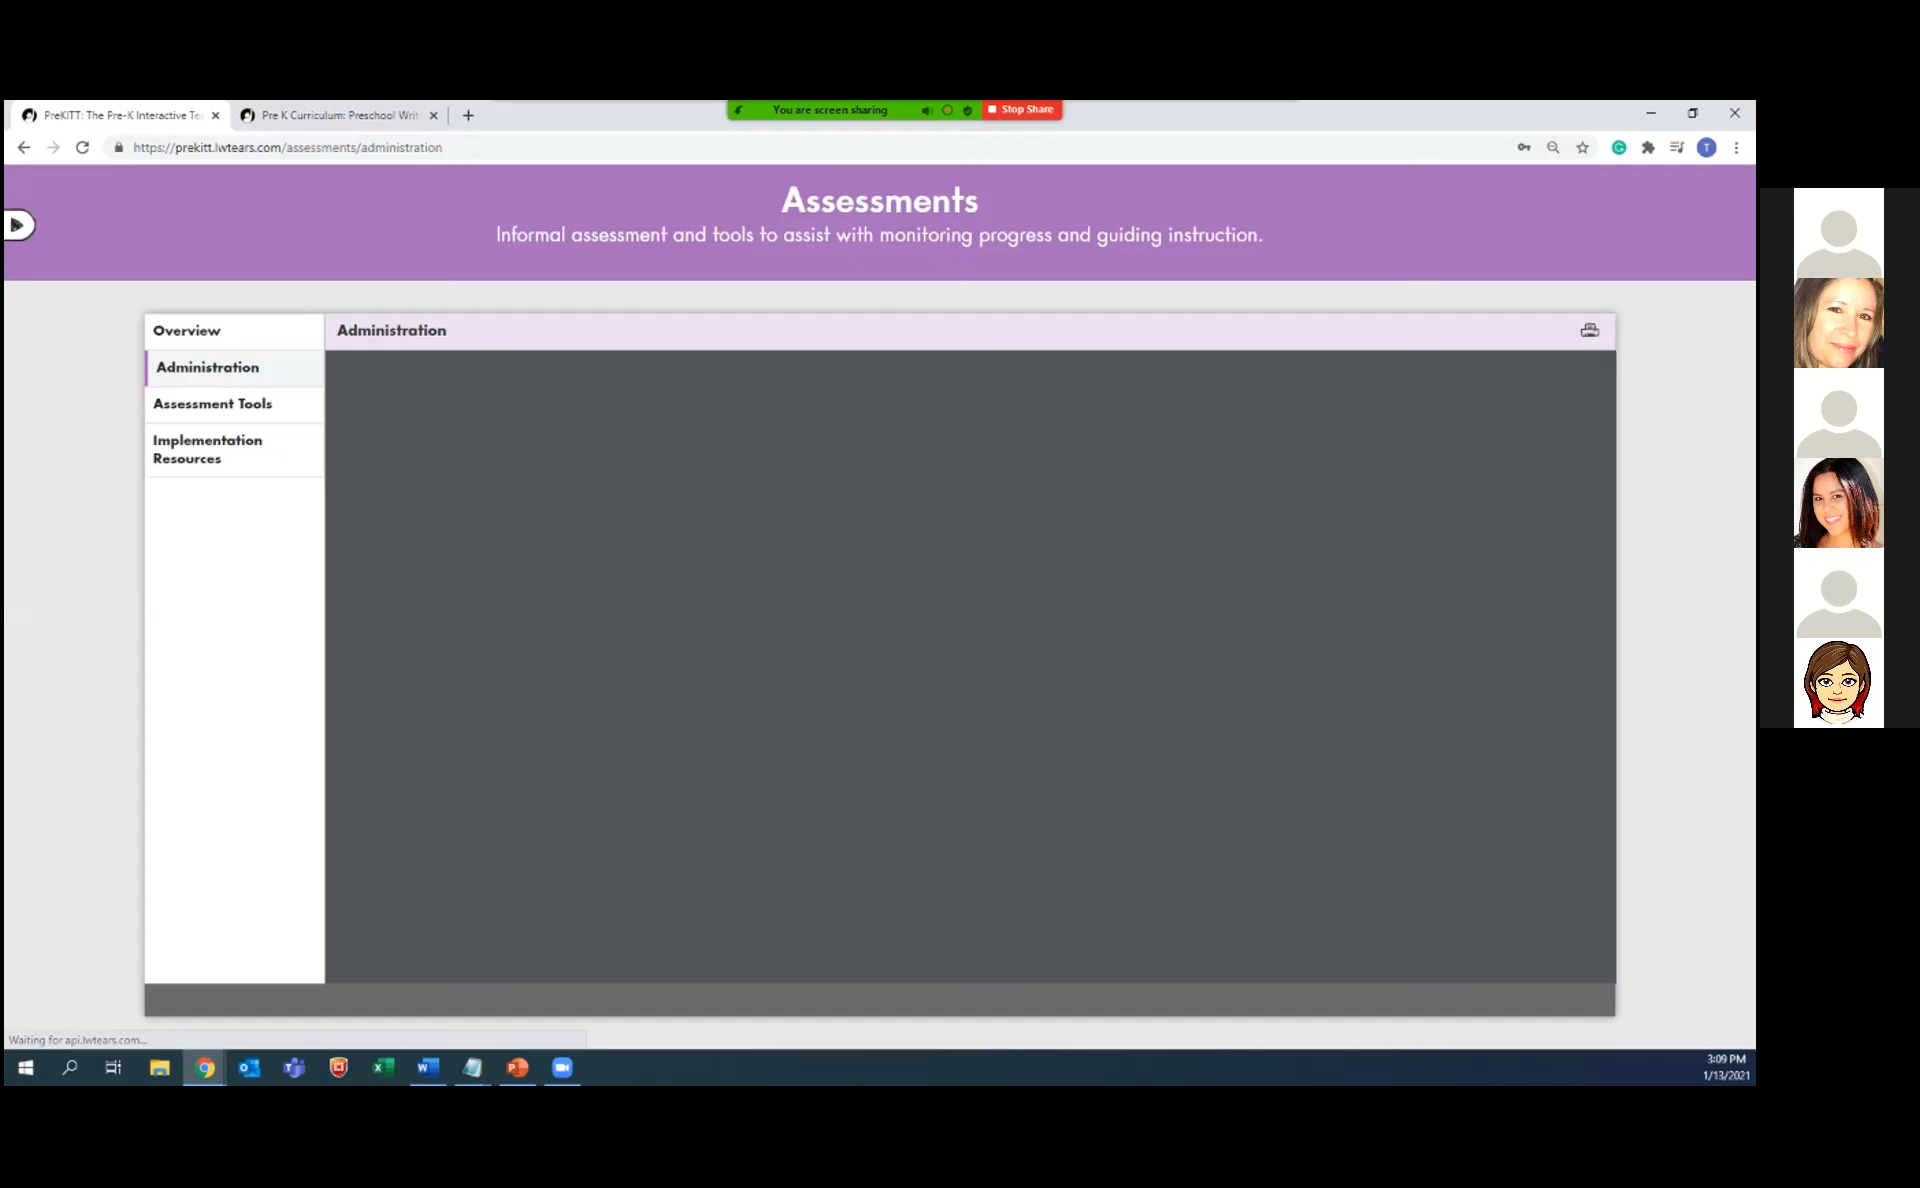 PreKITT: The Pre-K Interactive Te
Pre K Curriculum: Preschool Writ
You are screen sharing
Stop Share
https://prekitt.lwtears.com/assessments/administration
T
Assessments
Informal assessment and tools to assist with monitoring progress and guiding instruction.
Overview
Administration
Administration
Assessment Tools
Implementation
Resources
Waiting for api.lwtears.com...
3:09 PM
1/13/2021